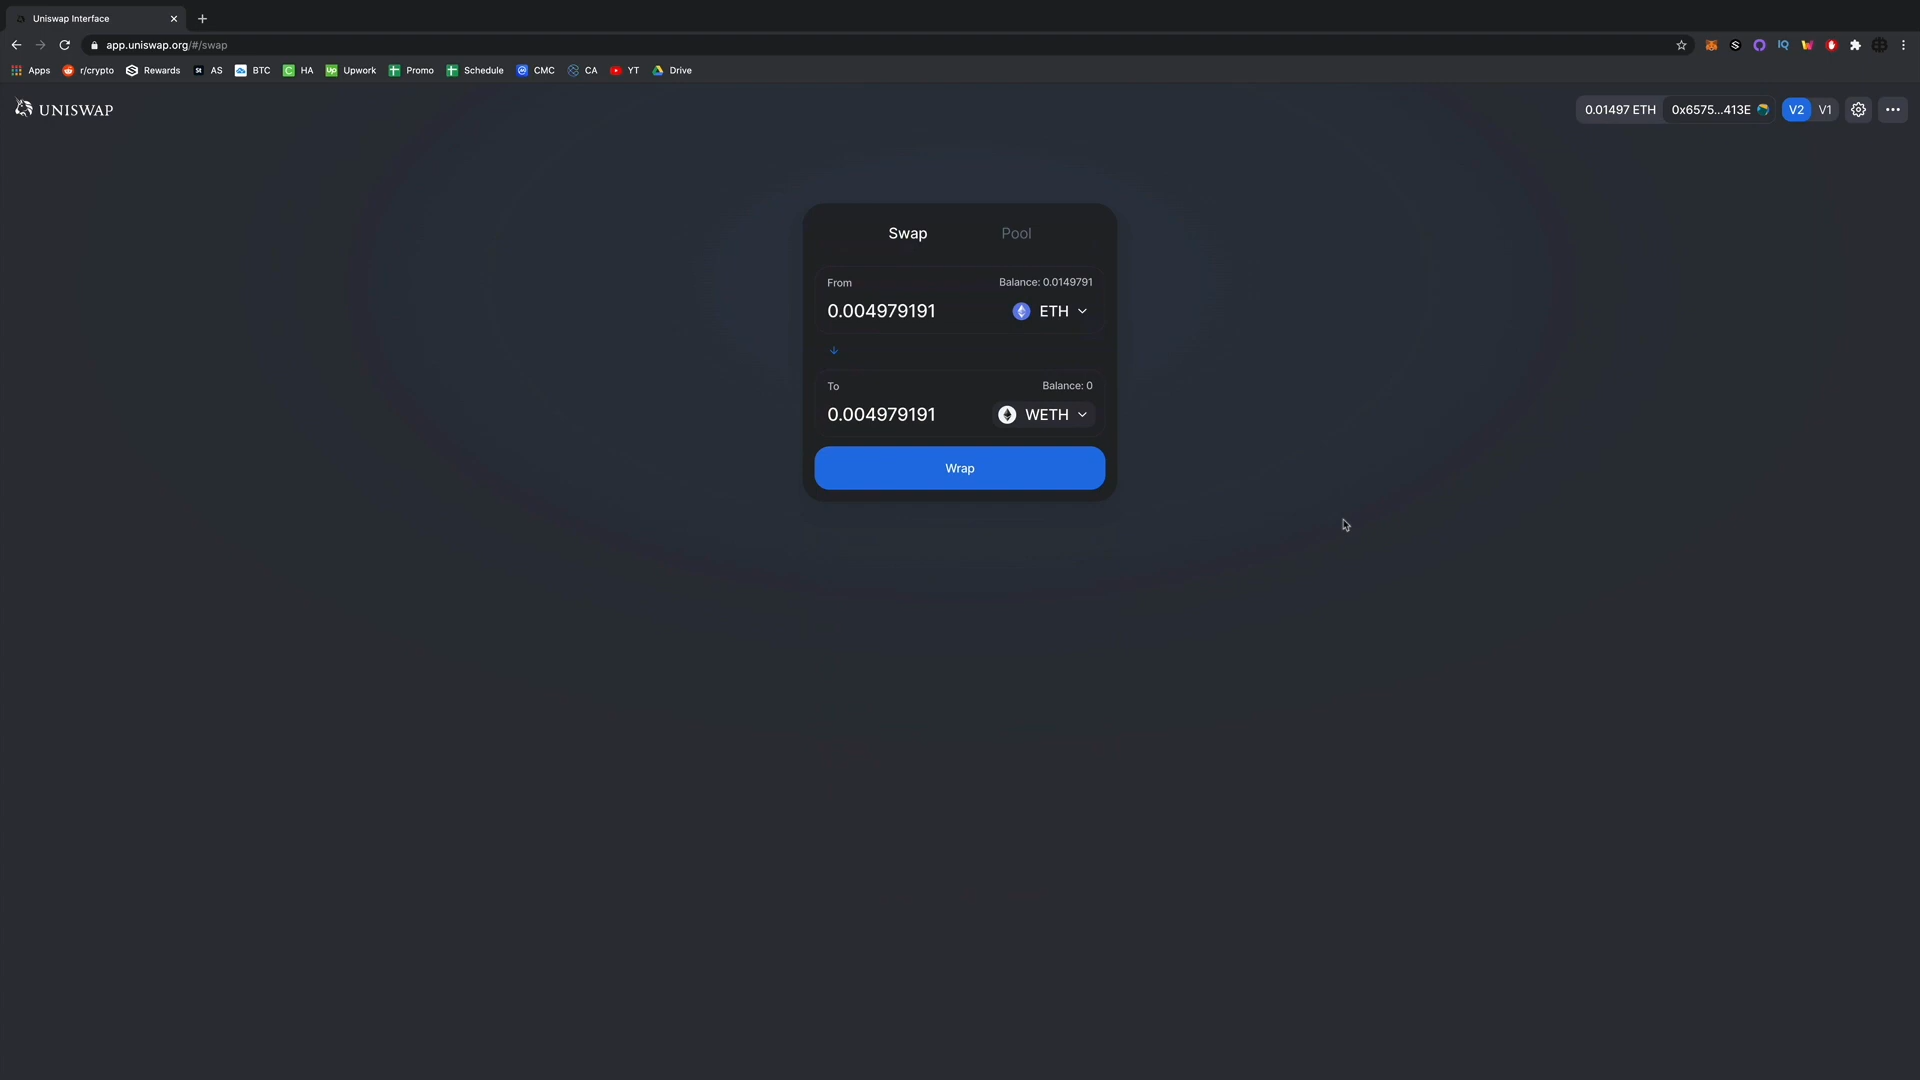 Uniswap Interface
app.uniswap.org/#/swap
Apps r/crypto Rewards AS BTC HA Upwork Promo Schedule CMC CA YT Drive
UNISWAP 0.01497 ETH 0x6575...413E V2 V1
Swap Pool
From Balance: 0.0149791
0.004979191 ETH
To Balance: 0
0.004979191 WETH
Wrap